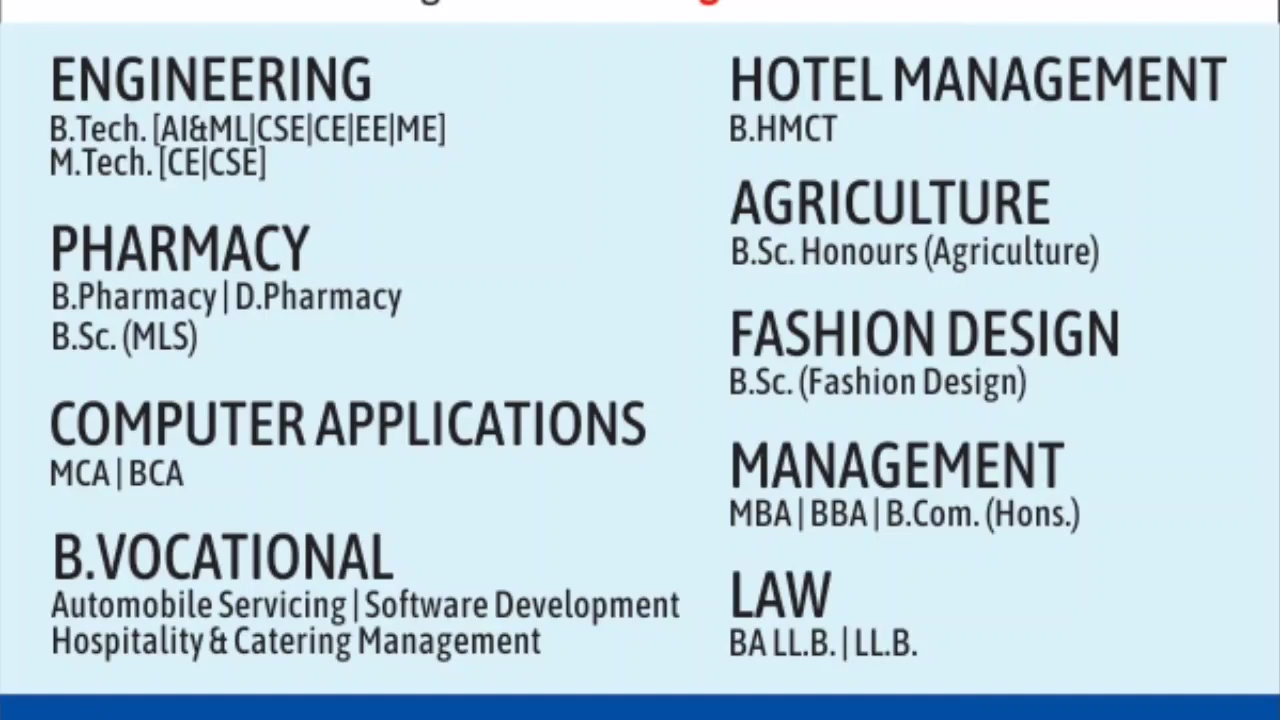 ENGINEERING
B.Tech. [AI&ML|CSE|CE|EE|ME]
M.Tech. [CE|CSE]
PHARMACY
B.Pharmacy | D.Pharmacy
B.Sc. (MLS)
COMPUTER APPLICATIONS
MCA | BCA
B.VOCATIONAL
Automobile Servicing | Software Development
Hospitality & Catering Management
HOTEL MANAGEMENT
B.HMCT
AGRICULTURE
B.Sc. Honours (Agriculture)
FASHION DESIGN
B.Sc. (Fashion Design)
MANAGEMENT
MBA | BBA | B.Com. (Hons.)
LAW
BA LL.B. | LL.B.